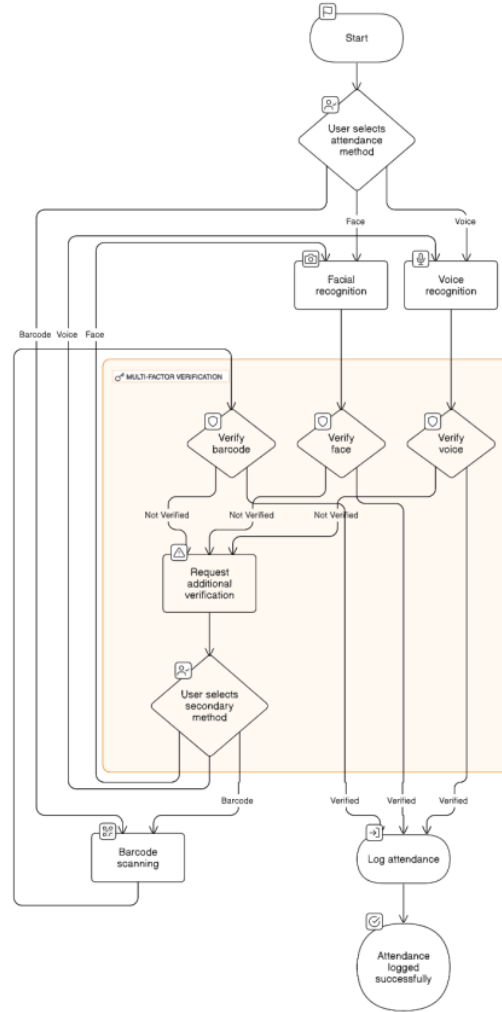 Start
User selects
attendance
method
Face
Voice
Facial
recognition
Voice
recognition
Barcode
Voice
Face
MULTI-FACTOR VERIFICATION
Verify
barcode
Verify
face
Verify
voice
Not Verified
Not Verified
Not Verified
Request
additional
verification
User selects
secondary
method
Barcode
Verified
Verified
Verified
Barcode
scanning
Log attendance
Attendance
logged
successfully